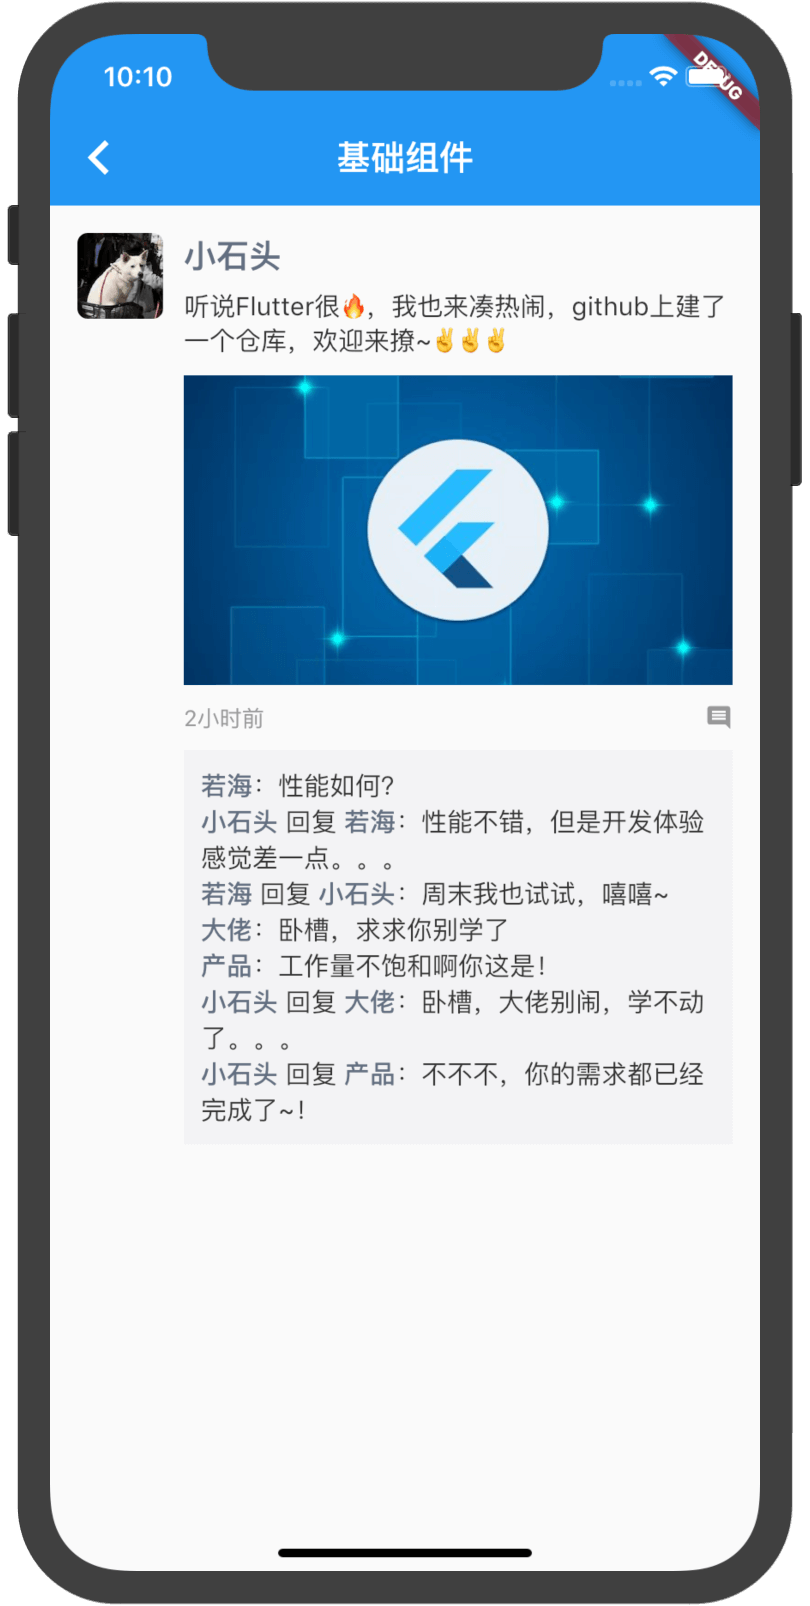 10:10
DEBUG
基础组件
小石头
听说Flutter很🔥，我也来凑热闹，github上建了
一个仓库，欢迎来撩~✌️✌️✌️
2小时前
若海：性能如何？
小石头 回复 若海：性能不错，但是开发体验
感觉差一点。。。
若海 回复 小石头：周末我也试试，嘻嘻~
大佬：卧槽，求求你别学了
产品：工作量不饱和啊你这是！
小石头 回复 大佬：卧槽，大佬别闹，学不动
了。。。
小石头 回复 产品：不不不，你的需求都已经
完成了~！